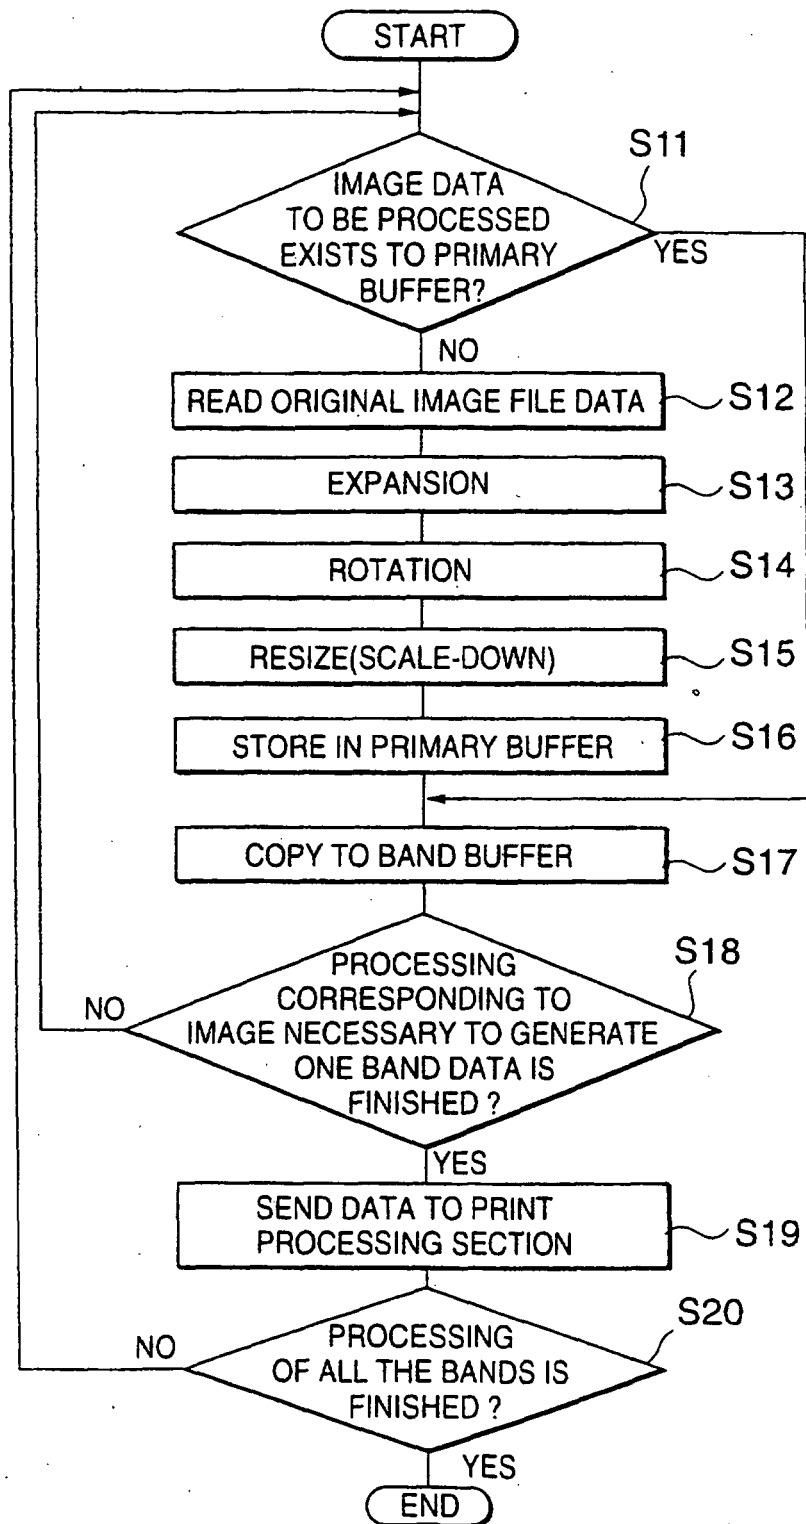 START
S11
IMAGE DATA
TO BE PROCESSED
EXISTS TO PRIMARY
BUFFER?
YES
NO
READ ORIGINAL IMAGE FILE DATA
S12
EXPANSION
S13
ROTATION
S14
RESIZE(SCALE-DOWN)
S15
STORE IN PRIMARY BUFFER
S16
COPY TO BAND BUFFER
S17
S18
PROCESSING
CORRESPONDING TO
IMAGE NECESSARY TO GENERATE
ONE BAND DATA IS
FINISHED ?
NO
YES
SEND DATA TO PRINT
PROCESSING SECTION
S19
S20
PROCESSING
OF ALL THE BANDS IS
FINISHED ?
NO
YES
END